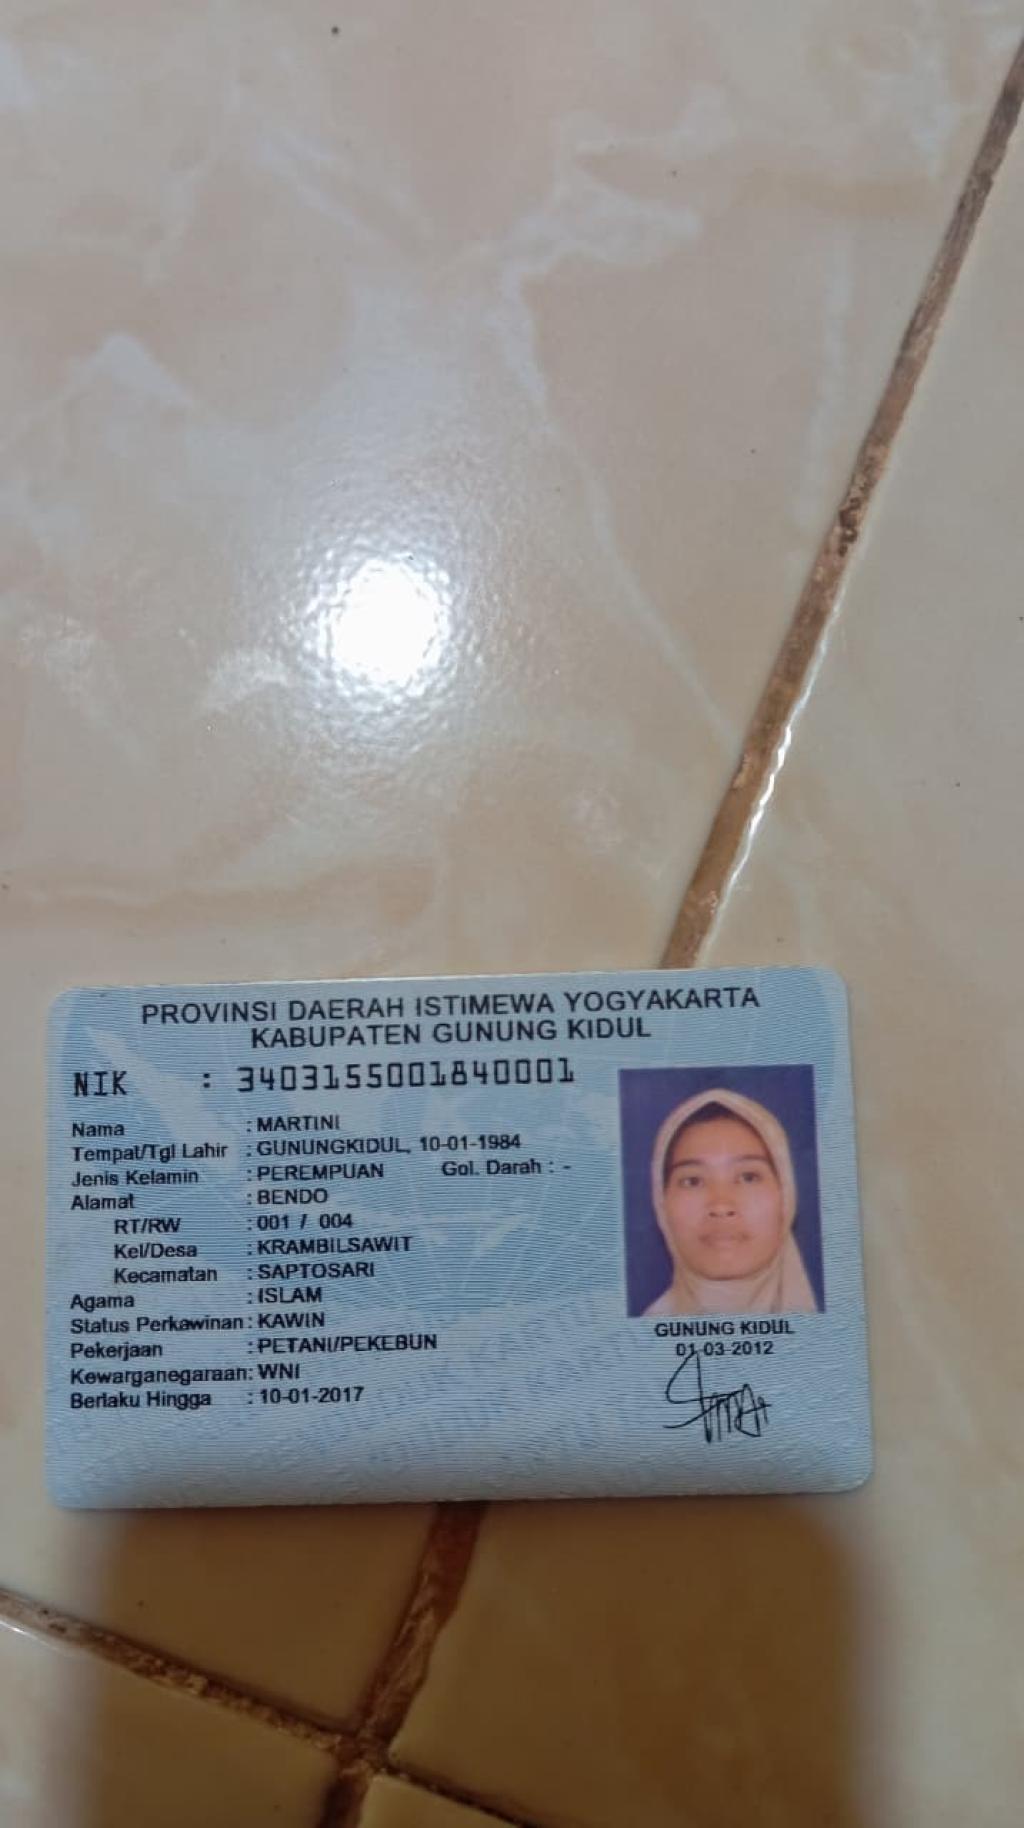 PROVINSI DAERAH ISTIMEWA YOGYAKARTA
KABUPATEN GUNUNG KIDUL
NIK : 3403155001840001
Nama : MARTINI
Tempat/Tgl Lahir : GUNUNGKIDUL, 10-01-1984
Jenis Kelamin : PEREMPUAN Gol. Darah : -
Alamat : BENDO
RT/RW : 001 / 004
Kel/Desa : KRAMBILSAWIT
Kecamatan : SAPTOSARI
Agama : ISLAM
Status Perkawinan : KAWIN
Pekerjaan : PETANI/PEKEBUN
Kewarganegaraan : WNI
Berlaku Hingga : 10-01-2017
GUNUNG KIDUL
01-03-2012